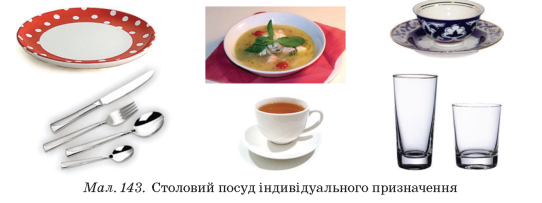 Мал. 143. Столовий посуд індивідуального призначення